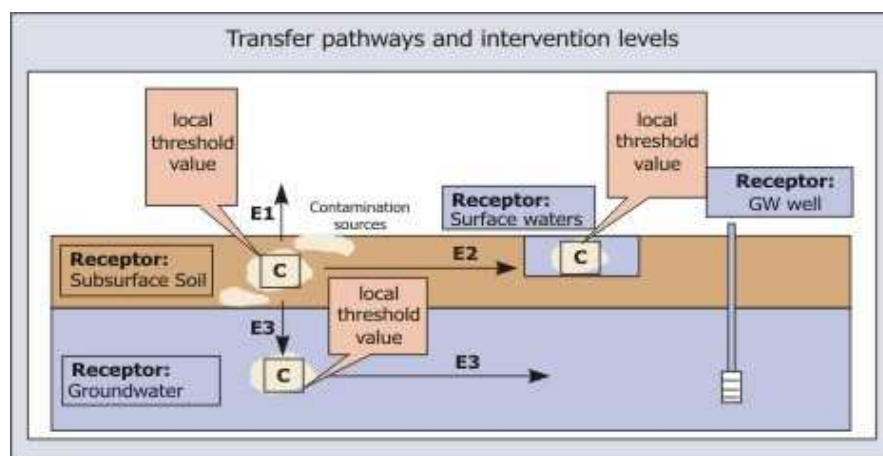 Transfer pathways and intervention levels
local
threshold
value
local
threshold
value
Receptor:
GW well
Receptor:
Surface waters
E1
Contamination
sources
Receptor:
Subsurface Soil
C
E2
C
local
threshold
value
E3
Receptor:
Groundwater
C
E3